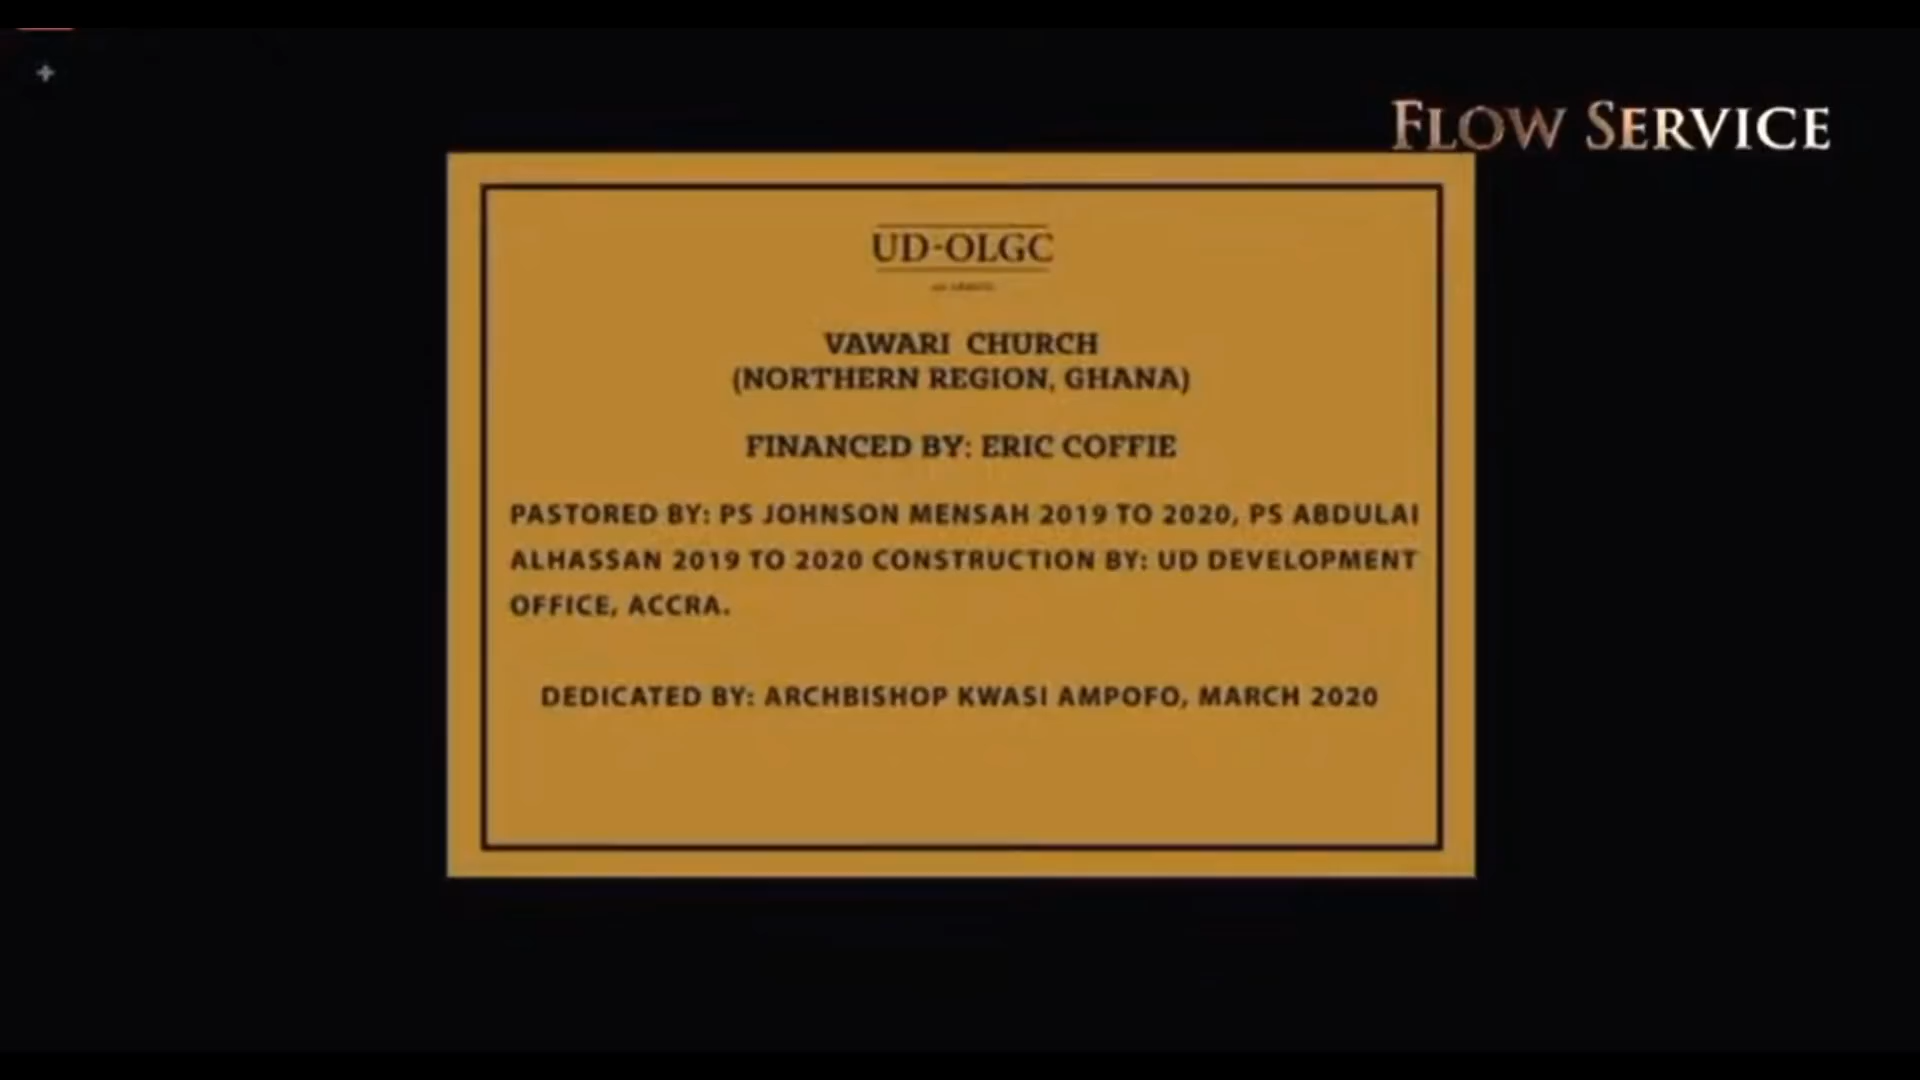 FLOW SERVICE
UD-OLGC
VAWARI CHURCH
(NORTHERN REGION, GHANA)
FINANCED BY: ERIC COFFIE
PASTORED BY: PS JOHNSON MENSAH 2019 TO 2020, PS ABDULAI
ALHASSAN 2019 TO 2020 CONSTRUCTION BY: UD DEVELOPMENT
OFFICE, ACCRA.
DEDICATED BY: ARCHBISHOP KWASI AMPOFO, MARCH 2020